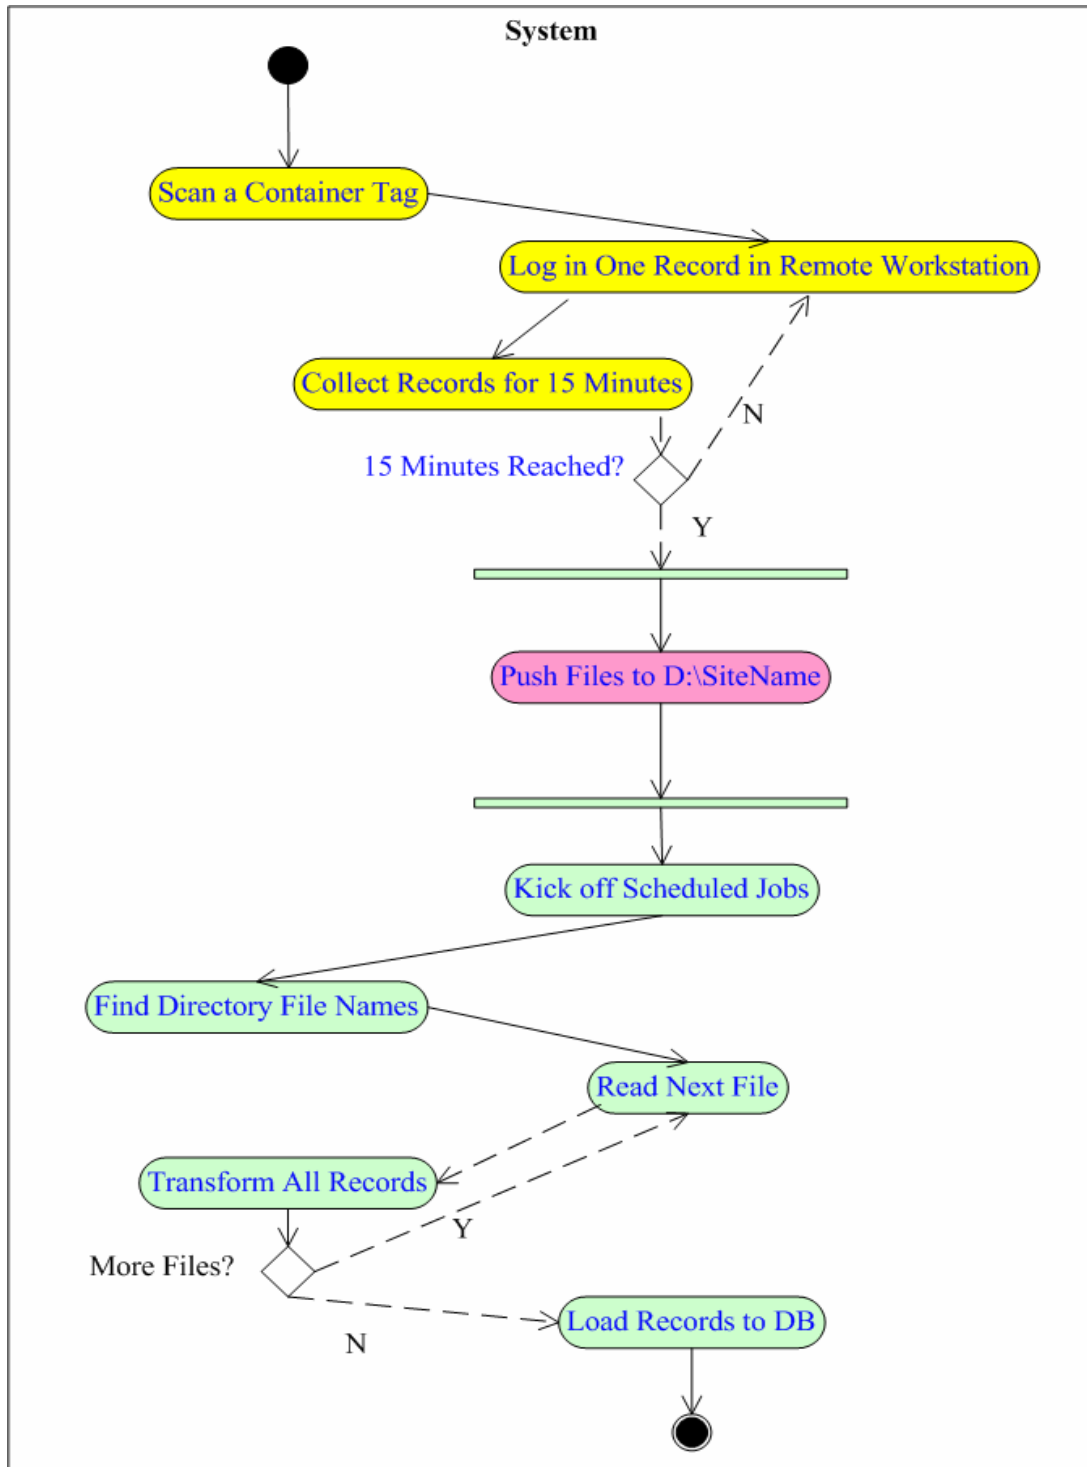 System
Scan a Container Tag
Log in One Record in Remote Workstation
Collect Records for 15 Minutes
N
15 Minutes Reached?
Y
Push Files to D:\SiteName
Kick off Scheduled Jobs
Find Directory File Names
Read Next File
Transform All Records
Y
More Files?
Load Records to DB
N